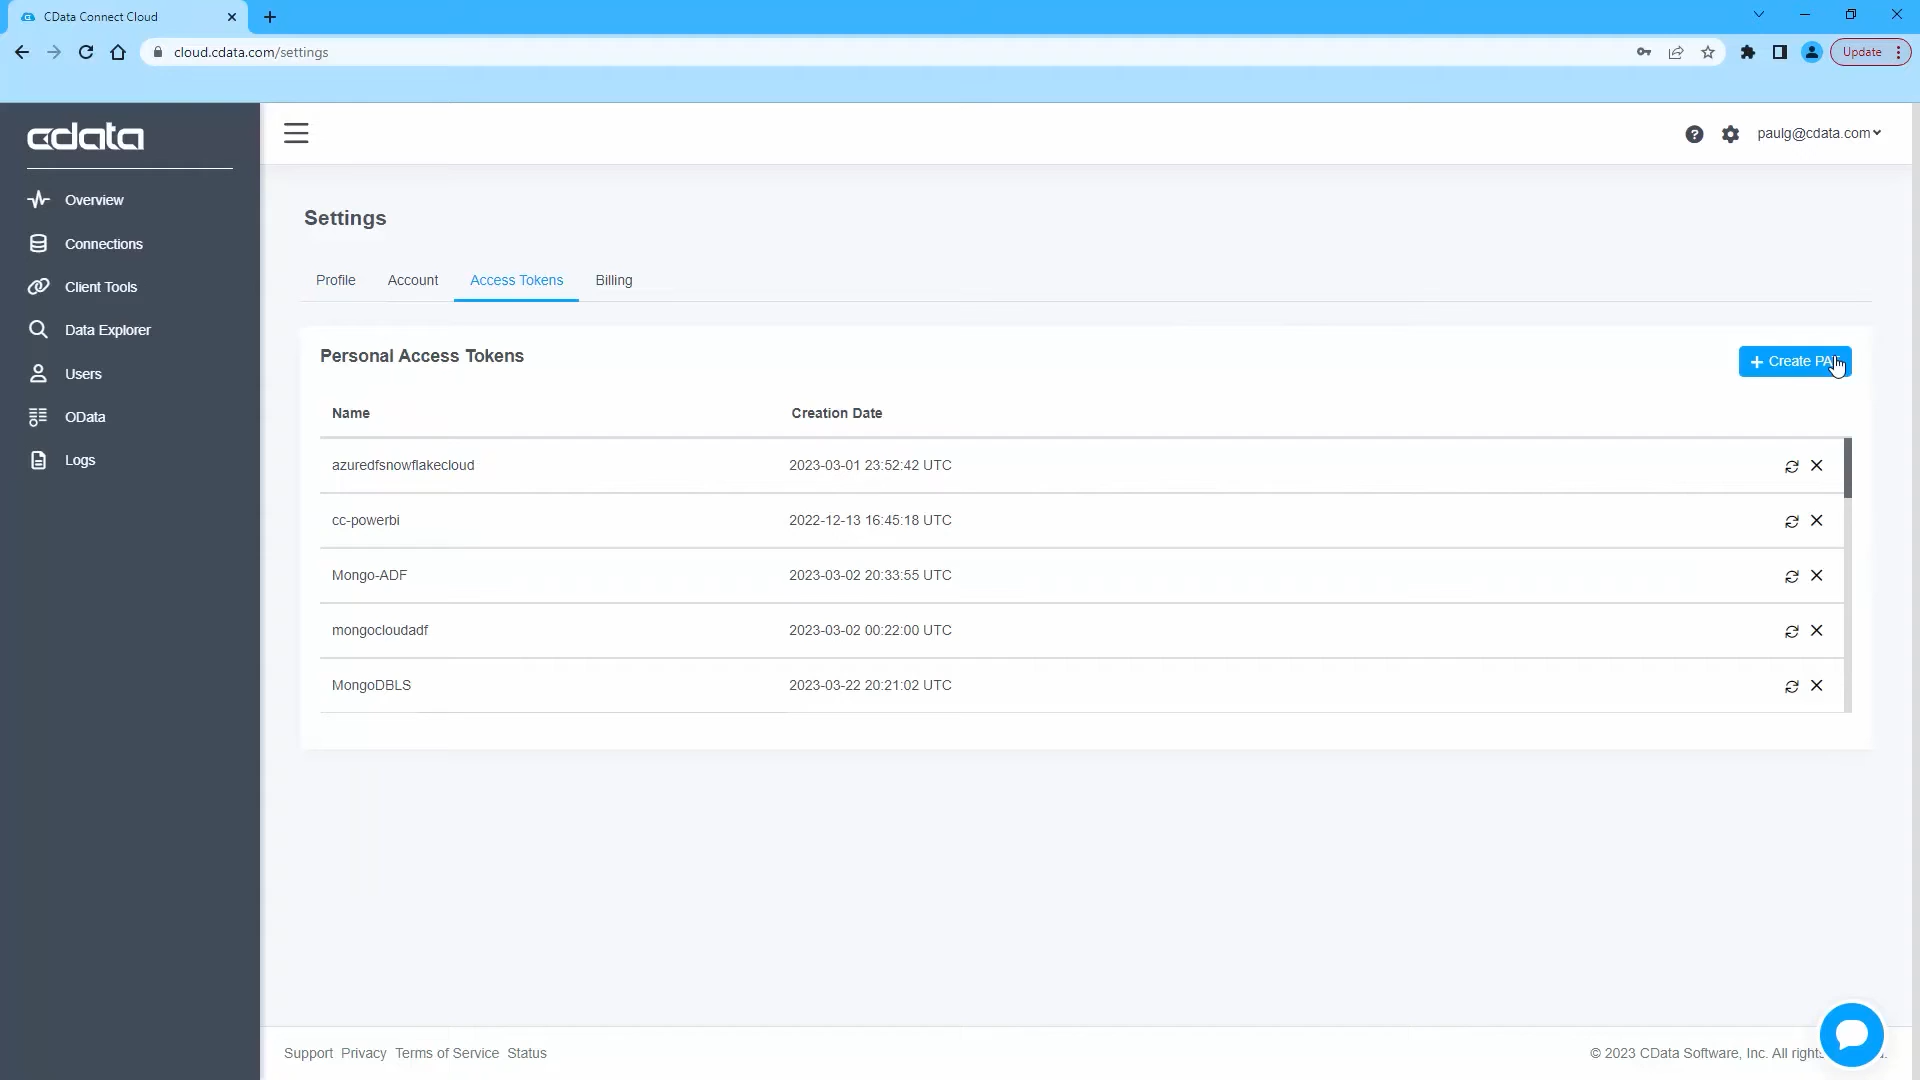 CData Connect Cloud
cloud.cdata.com/settings
Update
cdata
paulg@cdata.com
Overview
Connections
Client Tools
Data Explorer
Users
OData
Logs
Settings
Profile Account Access Tokens Billing
Personal Access Tokens
+ Create
Name Creation Date
azuredfsnowflakecloud 2023-03-01 23:52:42 UTC
cc-powerbi 2022-12-13 16:45:18 UTC
Mongo-ADF 2023-03-02 20:33:55 UTC
mongocloudadf 2023-03-02 00:22:00 UTC
MongoDBLS 2023-03-22 20:21:02 UTC
Support Privacy Terms of Service Status
© 2023 CData Software, Inc. All rights